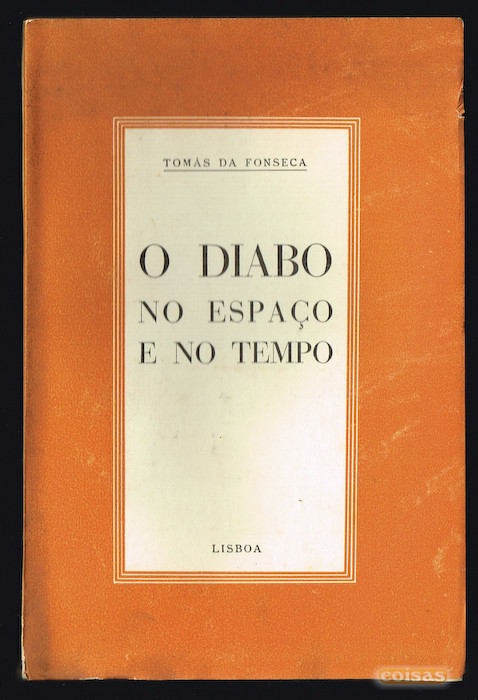 TOMÁS DA FONSECA
O DIABO
NO ESPAÇO
E NO TEMPO
LISBOA
coisas